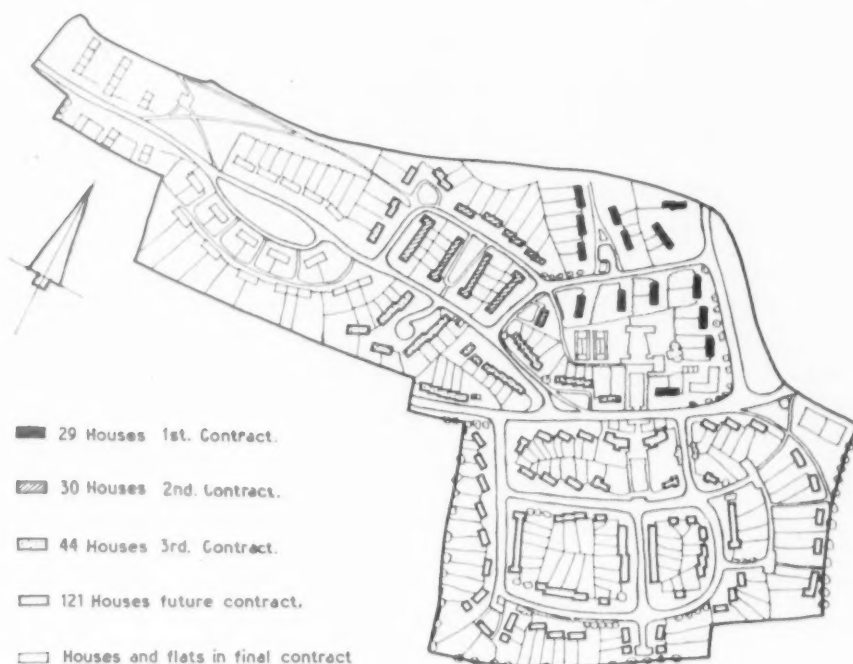 29 Houses 1st. Contract.
30 Houses 2nd. Contract.
44 Houses 3rd. Contract.
121 Houses future contract.
Houses and flats in final contract